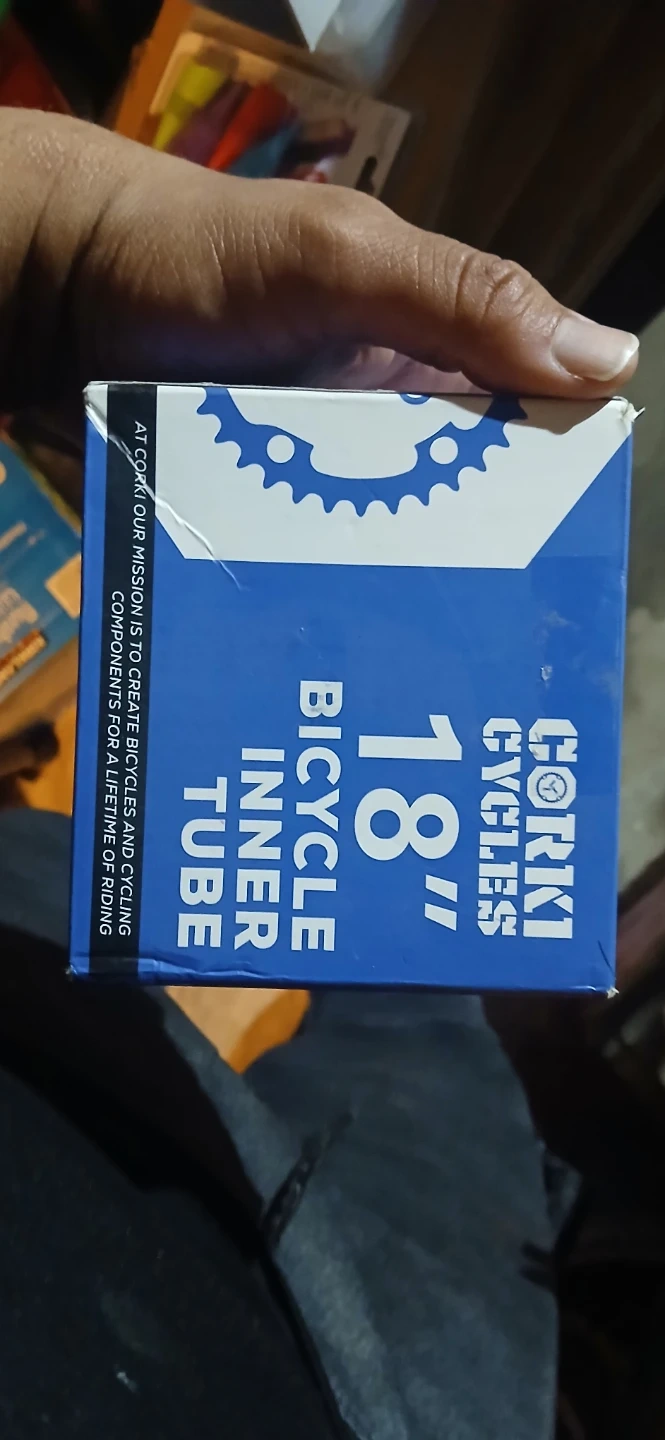 CORKI
CYCLES
18"
BICYCLE
INNER
TUBE
AT CORKI OUR MISSION IS TO CREATE BICYCLES AND CYCLING
COMPONENTS FOR A LIFETIME OF RIDING